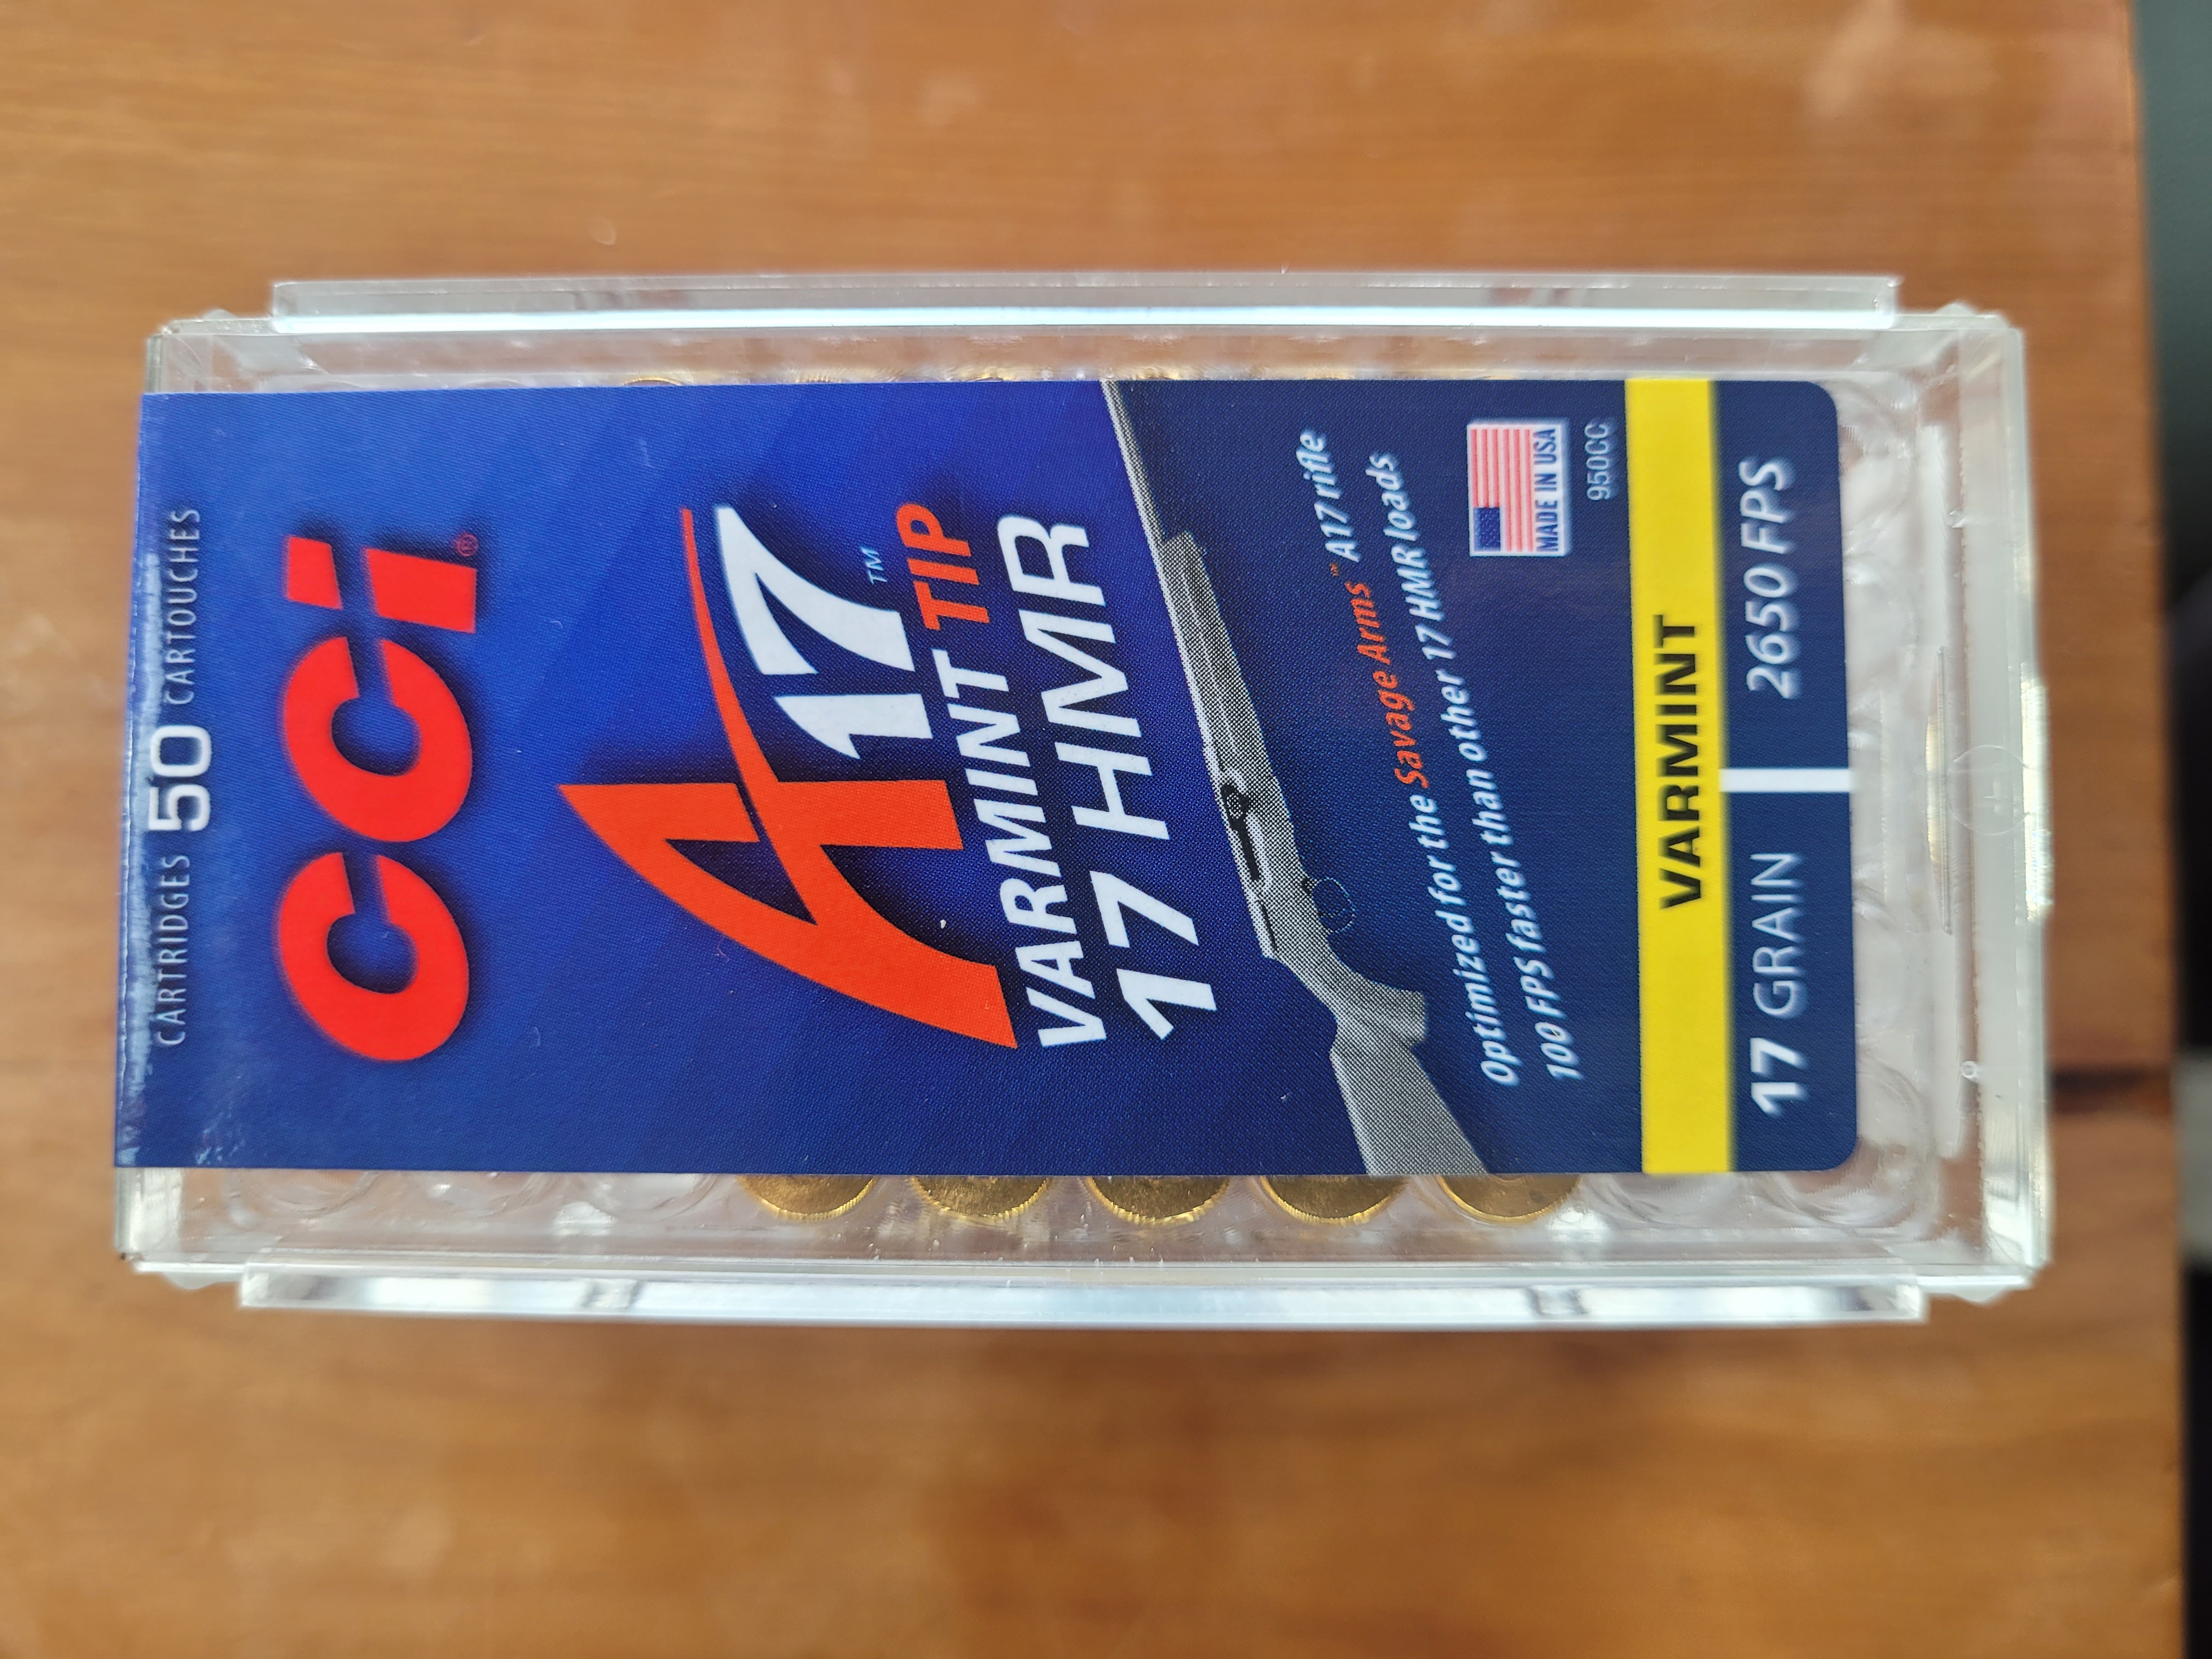 CARTRIDGES 50 CARTOUCHES
CCI®
A17™
VARMINT TIP
17 HMR
Optimized for the Savage Arms™ A17 rifle
100 FPS faster than other 17 HMR loads
MADE IN USA
950CC
VARMINT
17 GRAIN
2650 FPS